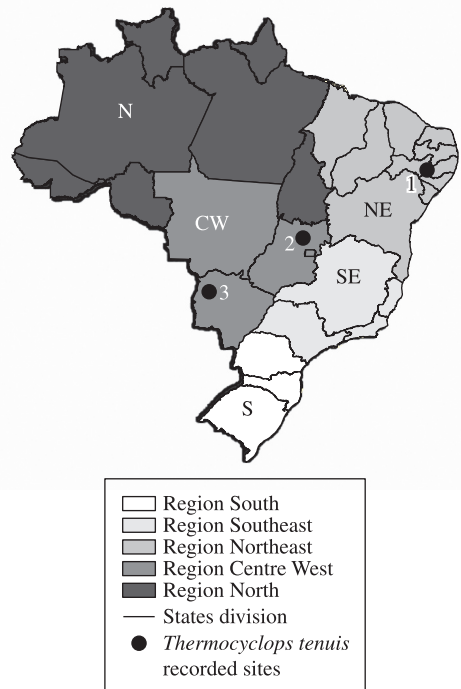 N
1
NE
CW
2
SE
3
S
Region South
Region Southeast
Region Northeast
Region Centre West
Region North
States division
Thermocyclops tenuis
recorded sites